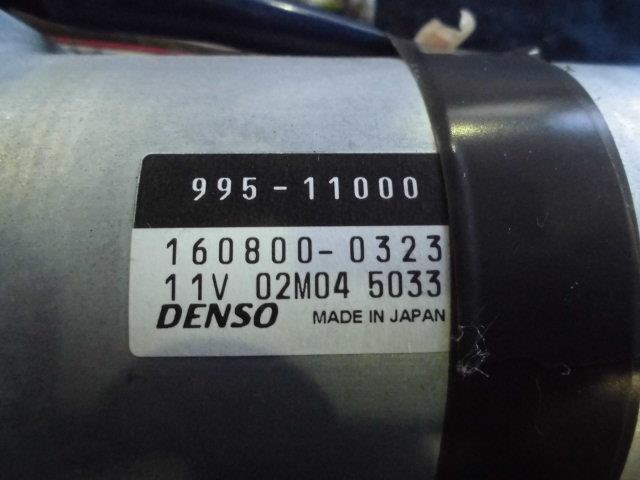 995-11000
160800-0323
11V 02M04 5033
DENSO MADE IN JAPAN